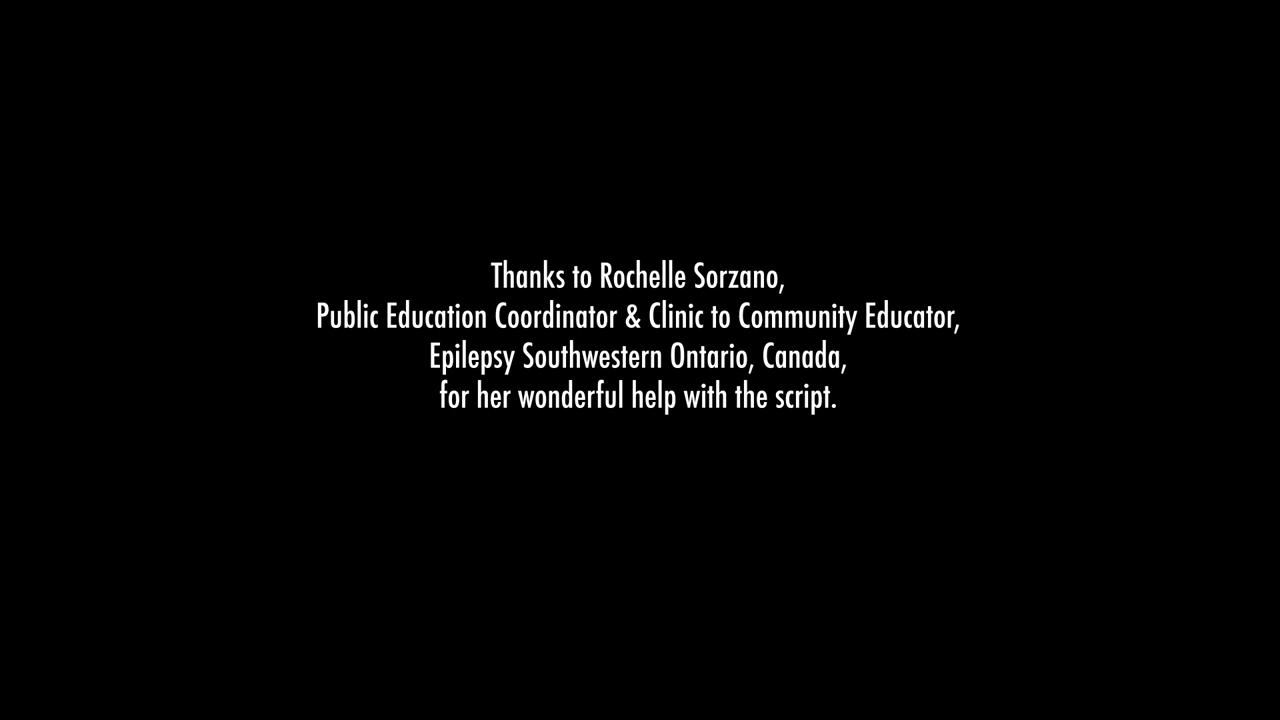 Thanks to Rochelle Sorzano,
Public Education Coordinator & Clinic to Community Educator,
Epilepsy Southwestern Ontario, Canada,
for her wonderful help with the script.